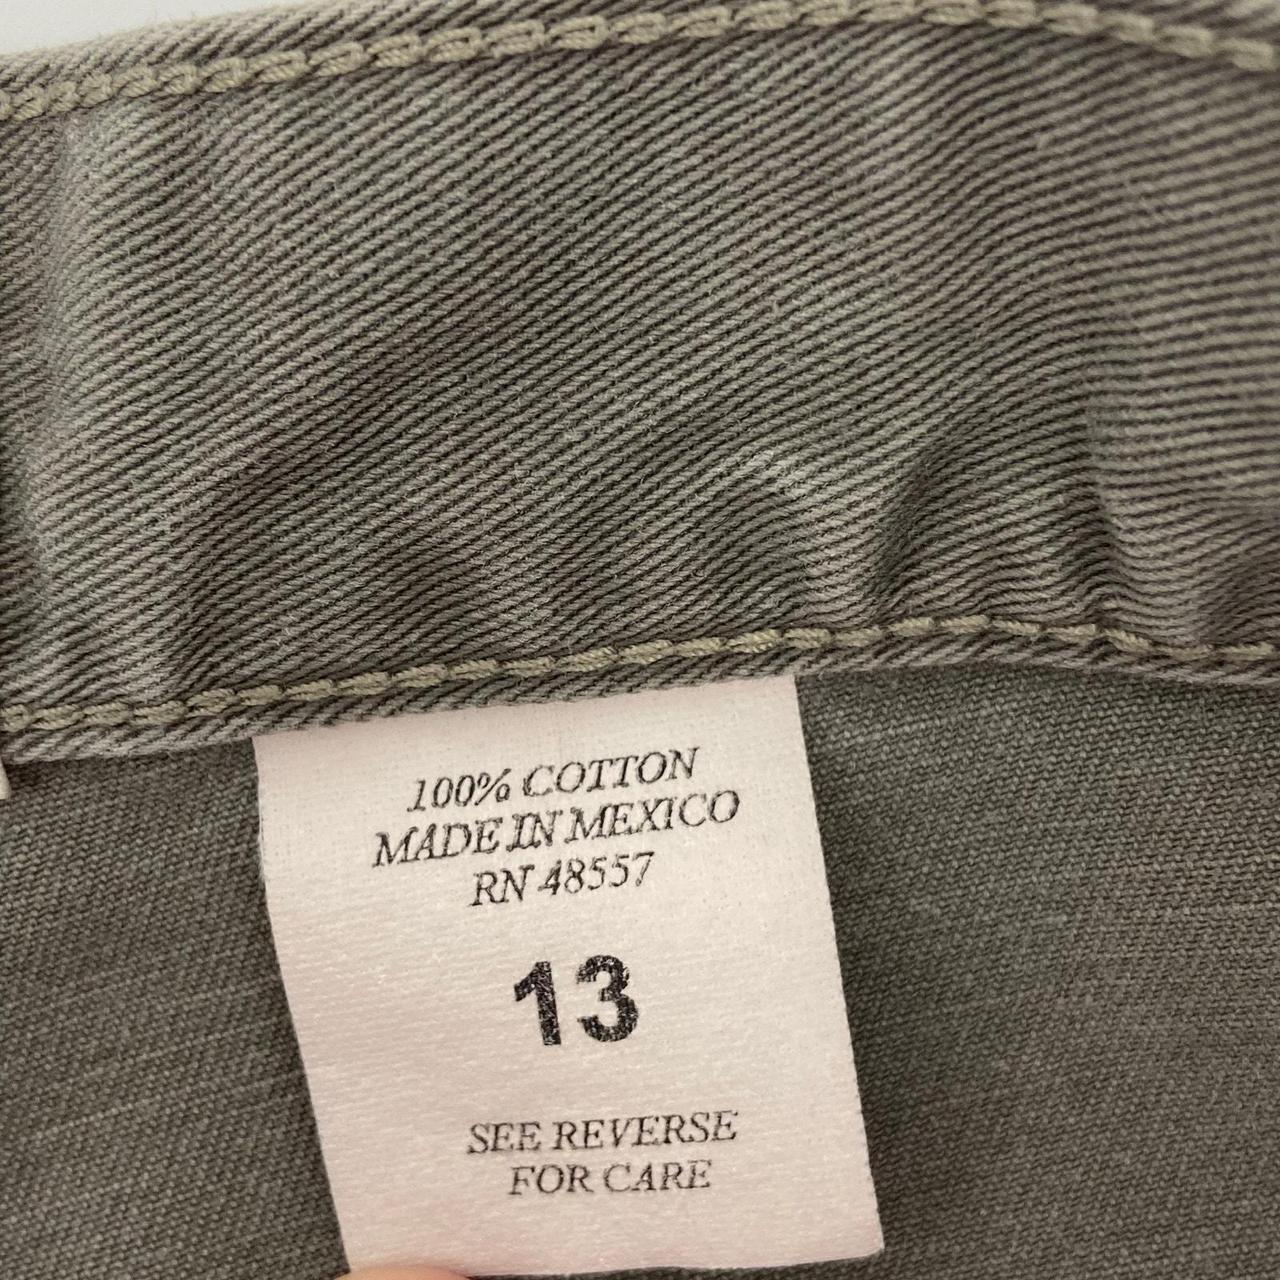 100% COTTON
MADE IN MEXICO
RN 48557
13
SEE REVERSE
FOR CARE